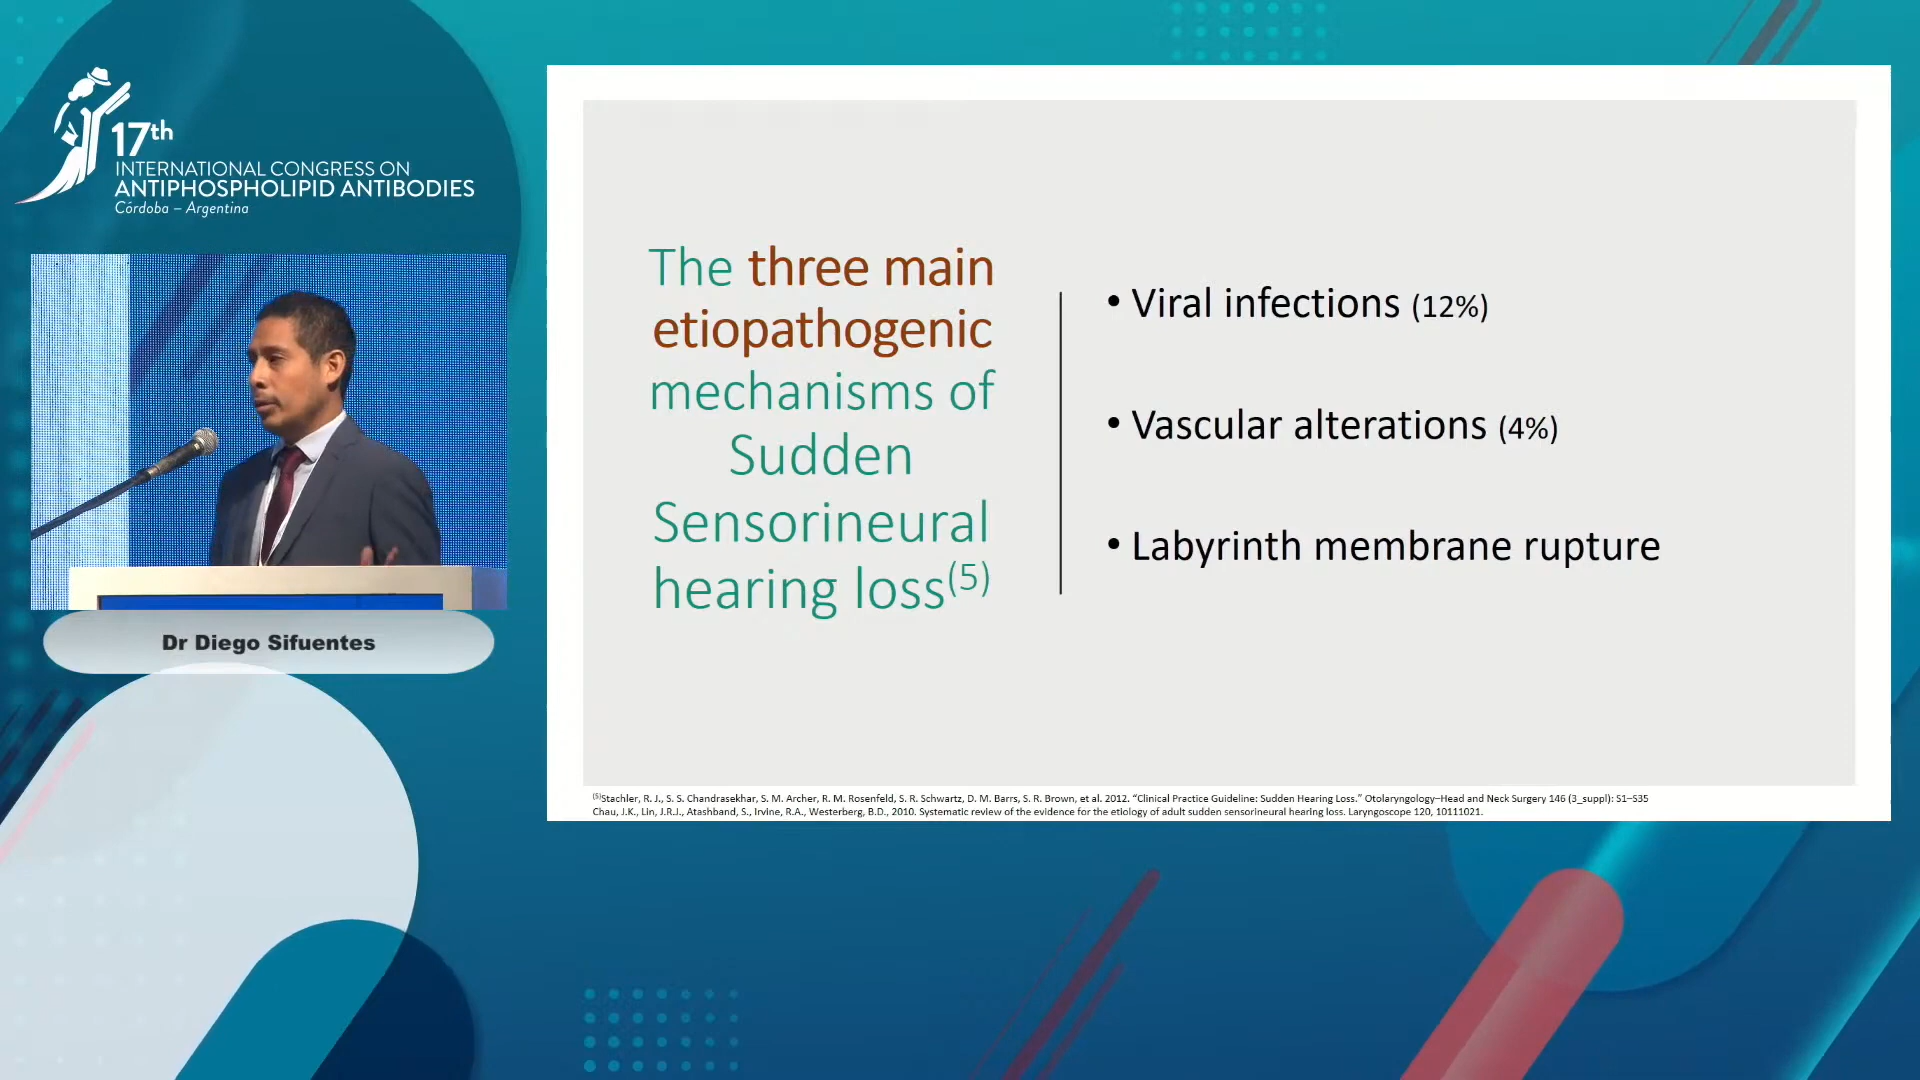 17th
INTERNATIONAL CONGRESS ON
ANTIPHOSPHOLIPID ANTIBODIES
Córdoba – Argentina
Dr Diego Sifuentes
The three main
etiopathogenic
mechanisms of
Sudden
Sensorineural
hearing loss(5)
• Viral infections (12%)
• Vascular alterations (4%)
• Labyrinth membrane rupture
(5)Stachler, R. J., S. S. Chandrasekhar, S. M. Archer, R. M. Rosenfeld, S. R. Schwartz, D. M. Barrs, S. R. Brown, et al. 2012. “Clinical Practice Guideline: Sudden Hearing Loss.” Otolaryngology–Head and Neck Surgery 146 (3_suppl): S1–S35
Chau, J.K., Lin, J.R.J., Atashband, S., Irvine, R.A., Westerberg, B.D., 2010. Systematic review of the evidence for the etiology of adult sudden sensorineural hearing loss. Laryngoscope 120, 10111021.